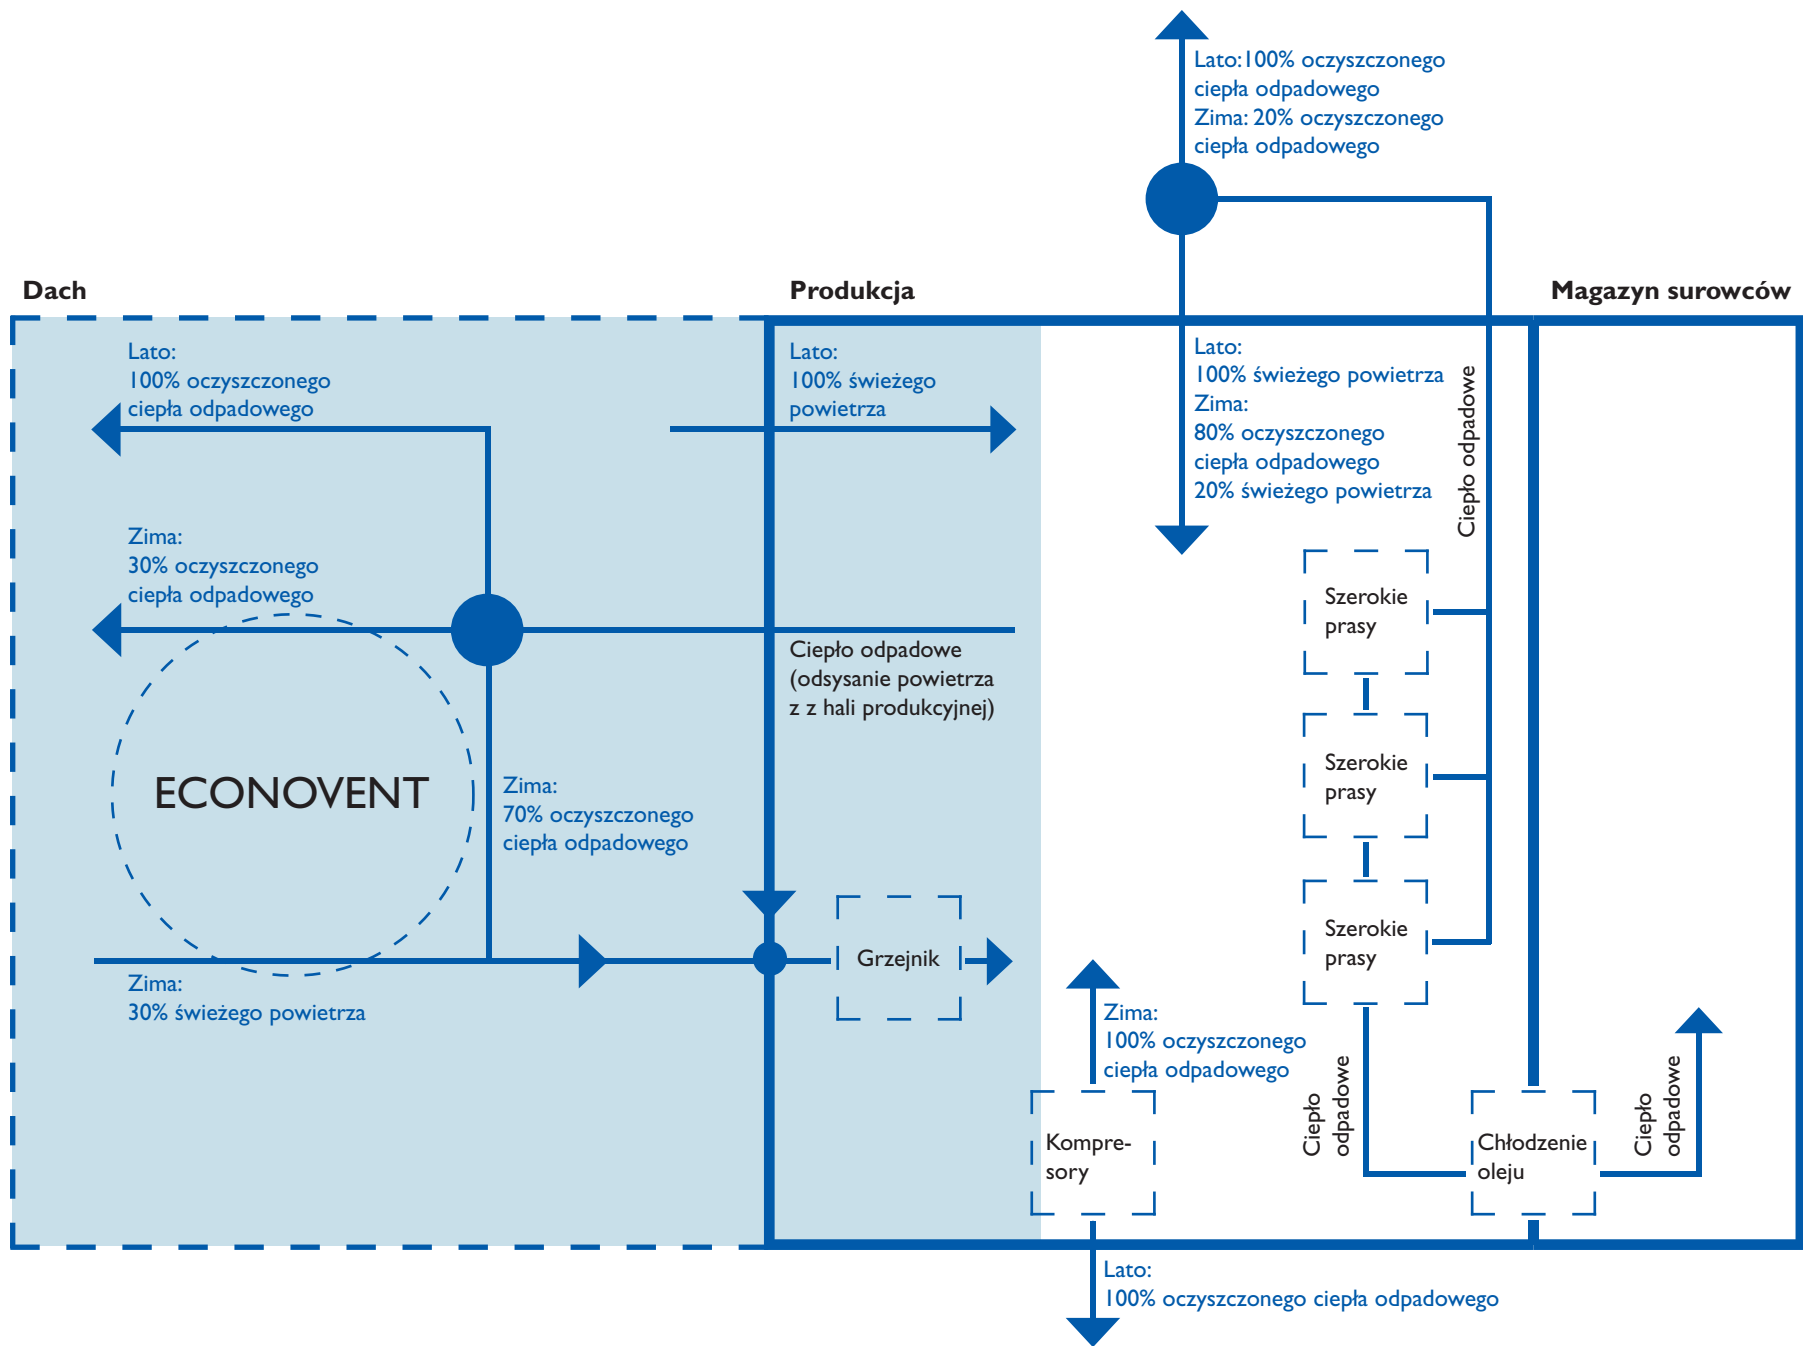 Lato:100% oczyszczonego
ciepła odpadowego
Zima: 20% oczyszczonego
ciepła odpadowego
Dach
Produkcja
Magazyn surowców
Lato:
100% oczyszczonego
ciepła odpadowego
Lato:
100% świeżego
powietrza
Lato:
100% świeżego powietrza
Zima:
80% oczyszczonego
ciepła odpadowego
20% świeżego powietrza
Ciepło odpadowe
Zima:
30% oczyszczonego
ciepła odpadowego
Ciepło odpadowe
(odsysanie powietrza
z z hali produkcyjnej)
Szerokie
prasy
Szerokie
prasy
Szerokie
prasy
ECONOVENT
Zima:
70% oczyszczonego
ciepła odpadowego
Grzejnik
Zima:
30% świeżego powietrza
Zima:
100% oczyszczonego
ciepła odpadowego
Kompre-
sory
Ciepło
odpadowe
Chłodzenie
oleju
Ciepło
odpadowe
Lato:
100% oczyszczonego ciepła odpadowego